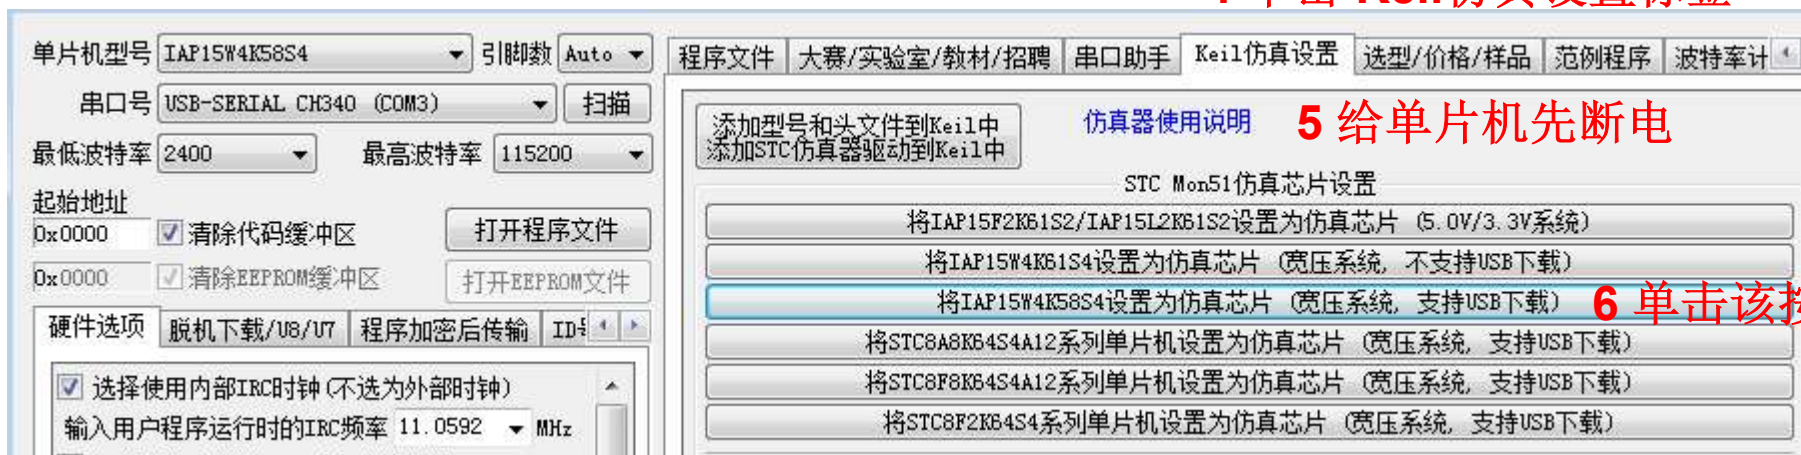 单片机型号 IAP15W4K58S4 引脚数 Auto
串口号 USB-SERIAL CH340 (COM3) 扫描
最低波特率 2400 最高波特率 115200
起始地址
0x0000 清除代码缓冲区 打开程序文件
0x0000 清除EEPROM缓冲区 打开EEPROM文件
硬件选项 脱机下载/U8/U7 程序加密后传输
选择使用内部IRC时钟(不选为外部时钟)
输入用户程序运行时的IRC频率 11.0592 MHz
程序文件 大赛/实验室/教材/招聘 串口助手 Keil仿真设置 选型/价格/样品 范例程序 波特率计
添加型号和头文件到Keil中
添加STC仿真器驱动到Keil中
仿真器使用说明
5 给单片机先断电
STC Mon51仿真芯片设置
将IAP15F2K61S2/IAP15L2K61S2设置为仿真芯片 (5.0V/3.3V系统)
将IAP15W4K61S4设置为仿真芯片 (宽压系统, 不支持USB下载)
将IAP15W4K58S4设置为仿真芯片 (宽压系统, 支持USB下载)
6 单击该
将STC8A8K64S4A12系列单片机设置为仿真芯片 (宽压系统, 支持USB下载)
将STC8F8K64S4A12系列单片机设置为仿真芯片 (宽压系统, 支持USB下载)
将STC8F2K64S4系列单片机设置为仿真芯片 (宽压系统, 支持USB下载)